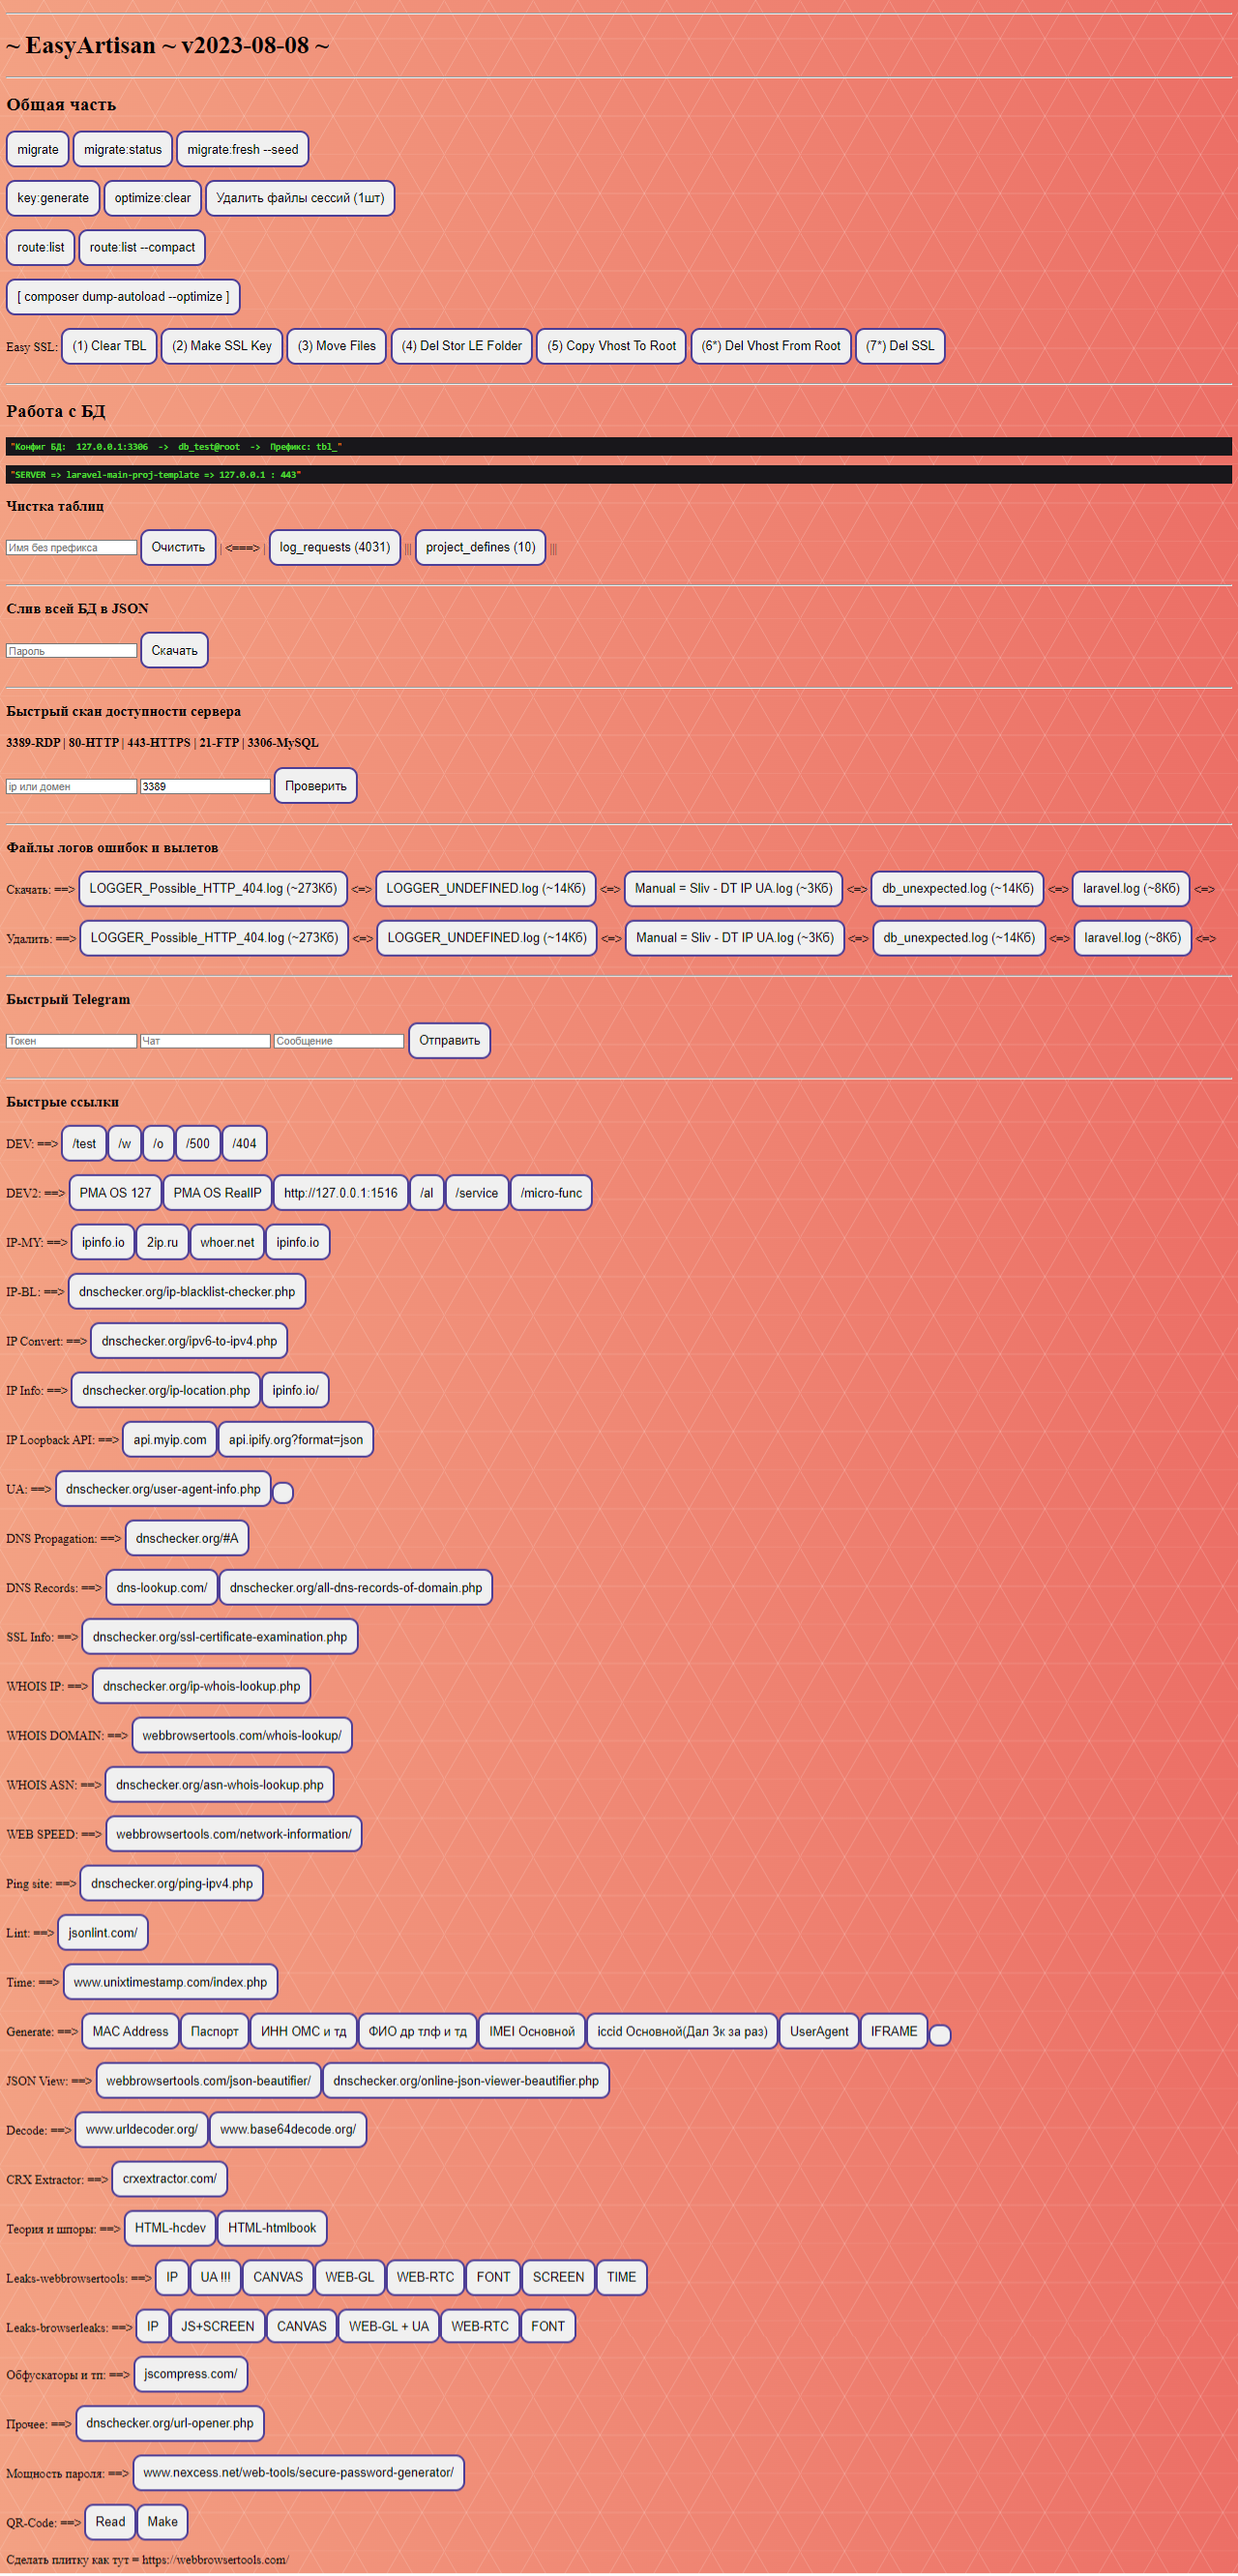 ~ EasyArtisan ~ v2023-08-08 ~
Общая часть
migrate migrate:status migrate:fresh --seed
key:generate optimize:clear Удалить файлы сессий (1шт)
route:list route:list --compact
[ composer dump-autoload --optimize ]
Easy SSL: (1) Clear TBL (2) Make SSL Key (3) Move Files (4) Del Stor LE Folder (5) Copy Vhost To Root (6*) Del Vhost From Root (7*) Del SSL
Работа с БД
"Конфиг БД: 127.0.0.1:3306 -> db_test@root -> Префикс: tbl_"
"SERVER => laravel-main-proj-template => 127.0.0.1 : 443"
Чистка таблиц
Имя без префикса Очистить | <===> | log_requests (4031) ||| project_defines (10) |||
Слив всей БД в JSON
Пароль Скачать
Быстрый скан доступности сервера
3389-RDP | 80-HTTP | 443-HTTPS | 21-FTP | 3306-MySQL
ip или домен 3389 Проверить
Файлы логов ошибок и вылетов
Скачать: ==> LOGGER_Possible_HTTP_404.log (~273Кб) <=> LOGGER_UNDEFINED.log (~14Кб) <=> Manual = Sliv - DT IP UA.log (~3Кб) <=> db_unexpected.log (~14Кб) <=> laravel.log (~8Кб) <=>
Удалить: ==> LOGGER_Possible_HTTP_404.log (~273Кб) <=> LOGGER_UNDEFINED.log (~14Кб) <=> Manual = Sliv - DT IP UA.log (~3Кб) <=> db_unexpected.log (~14Кб) <=> laravel.log (~8Кб) <=>
Быстрый Telegram
Токен Чат Сообщение Отправить
Быстрые ссылки
DEV: ==> /test /w /o /500 /404
DEV2: ==> PMA OS 127 PMA OS RealIP http://127.0.0.1:1516 /al /service /micro-func
IP-MY: ==> ipinfo.io 2ip.ru whoer.net ipinfo.io
IP-BL: ==> dnschecker.org/ip-blacklist-checker.php
IP Convert: ==> dnschecker.org/ipv6-to-ipv4.php
IP Info: ==> dnschecker.org/ip-location.php ipinfo.io/
IP Loopback API: ==> api.myip.com api.ipify.org?format=json
UA: ==> dnschecker.org/user-agent-info.php
DNS Propagation: ==> dnschecker.org/#A
DNS Records: ==> dns-lookup.com/ dnschecker.org/all-dns-records-of-domain.php
SSL Info: ==> dnschecker.org/ssl-certificate-examination.php
WHOIS IP: ==> dnschecker.org/ip-whois-lookup.php
WHOIS DOMAIN: ==> webbrowsertools.com/whois-lookup/
WHOIS ASN: ==> dnschecker.org/asn-whois-lookup.php
WEB SPEED: ==> webbrowsertools.com/network-information/
Ping site: ==> dnschecker.org/ping-ipv4.php
Lint: ==> jsonlint.com/
Time: ==> www.unixtimestamp.com/index.php
Generate: ==> MAC Address Паспорт ИНН ОМС и тд ФИО др тлф и тд IMEI Основной iccid Основной(Дал 3к за раз) UserAgent IFRAME
JSON View: ==> webbrowsertools.com/json-beautifier/ dnschecker.org/online-json-viewer-beautifier.php
Decode: ==> www.urldecoder.org/ www.base64decode.org/
CRX Extractor: ==> crxextractor.com/
Теория и шпоры: ==> HTML-hcdev HTML-htmlbook
Leaks-webbrowsertools: ==> IP UA !!! CANVAS WEB-GL WEB-RTC FONT SCREEN TIME
Leaks-browserleaks: ==> IP JS+SCREEN CANVAS WEB-GL + UA WEB-RTC FONT
Обфускаторы и тп: ==> jscompress.com/
Прочее: ==> dnschecker.org/url-opener.php
Мощность пароля: ==> www.nexcess.net/web-tools/secure-password-generator/
QR-Code: ==> Read Make
Сделать плитку как тут = https://webbrowsertools.com/